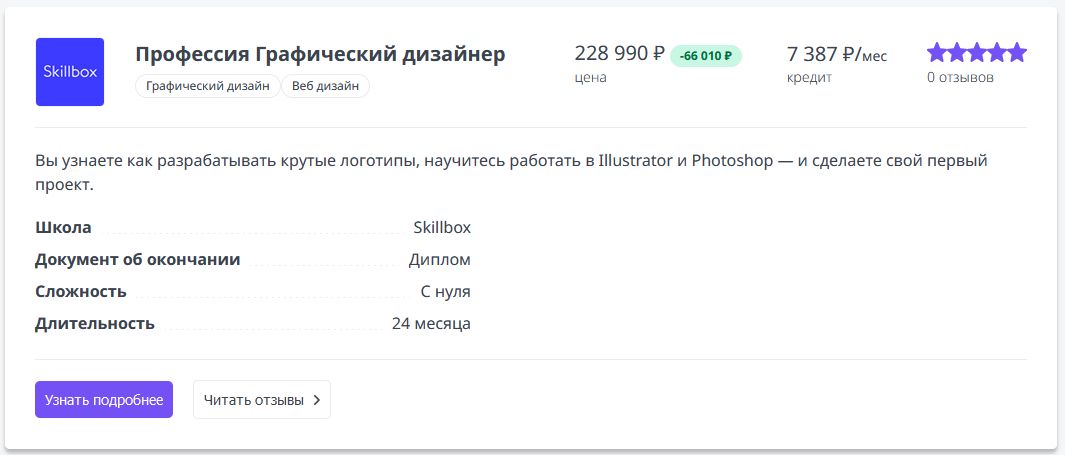 Skillbox
Профессия Графический дизайнер
Графический дизайн
Веб дизайн
228 990 ₽ -66 010 ₽
цена
7 387 ₽/мес
кредит
0 отзывов
Вы узнаете как разрабатывать крутые логотипы, научитесь работать в Illustrator и Photoshop — и сделаете свой первый
проект.
Школа Skillbox
Документ об окончании Диплом
Сложность С нуля
Длительность 24 месяца
Узнать подробнее
Читать отзывы